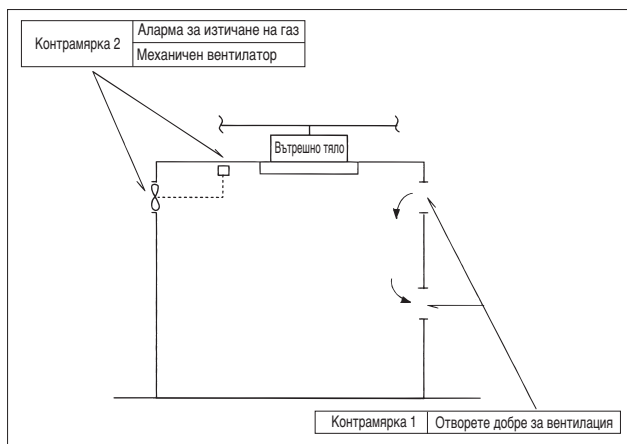 Контрамярка 2
Аларма за изтичане на газ
Механичен вентилатор
Вътрешно тяло
Контрамярка 1
Отворете добре за вентилация